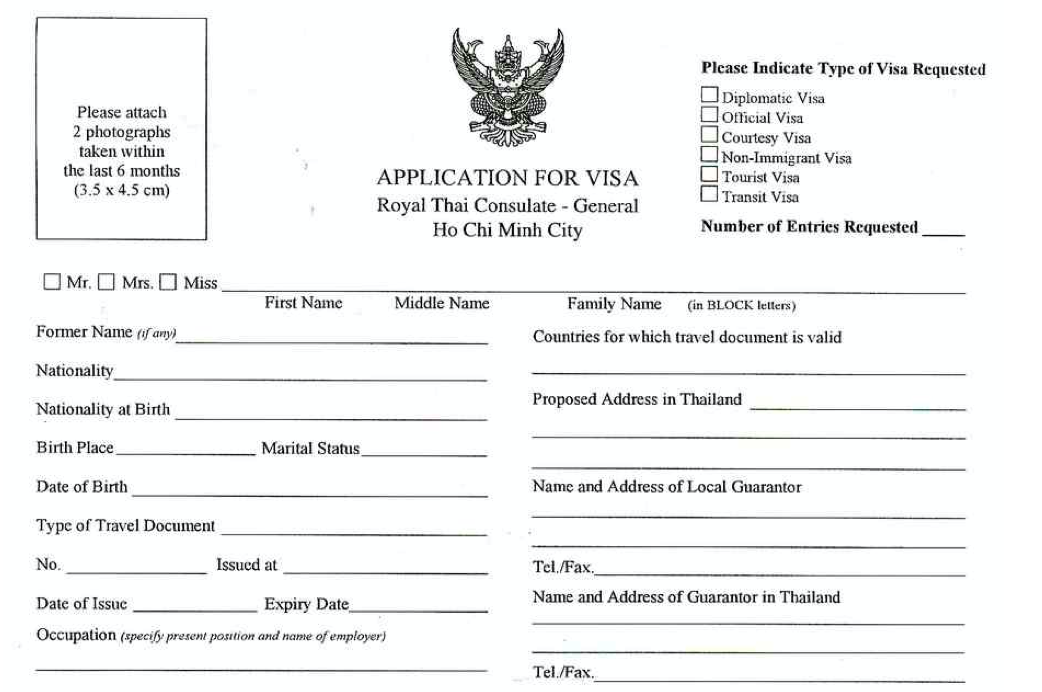 Please attach
2 photographs
taken within
the last 6 months
(3.5 x 4.5 cm)
APPLICATION FOR VISA
Royal Thai Consulate - General
Ho Chi Minh City
Please Indicate Type of Visa Requested
Diplomatic Visa
Official Visa
Courtesy Visa
Non-Immigrant Visa
Tourist Visa
Transit Visa
Number of Entries Requested
Mr. Mrs. Miss
First Name Middle Name Family Name (in BLOCK letters)
Former Name (if any)
Nationality
Nationality at Birth
Birth Place Marital Status
Date of Birth
Type of Travel Document
No. Issued at
Date of Issue Expiry Date
Occupation (specify present position and name of employer)
Countries for which travel document is valid
Proposed Address in Thailand
Name and Address of Local Guarantor
Tel./Fax.
Name and Address of Guarantor in Thailand
Tel./Fax.